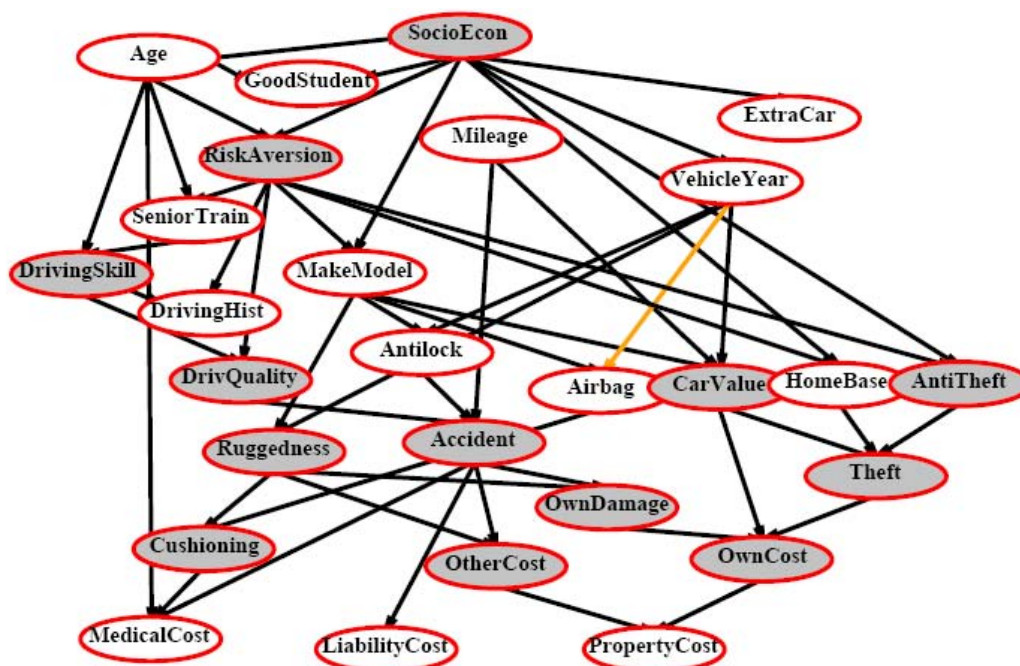 SocioEcon
Age
GoodStudent
ExtraCar
Mileage
RiskAversion
VehicleYear
SeniorTrain
DrivingSkill
MakeModel
DrivingHist
Antilock
DrivQuality
Airbag
CarValue
HomeBase
AntiTheft
Ruggedness
Accident
Theft
OwnDamage
Cushioning
OtherCost
OwnCost
MedicalCost
LiabilityCost
PropertyCost